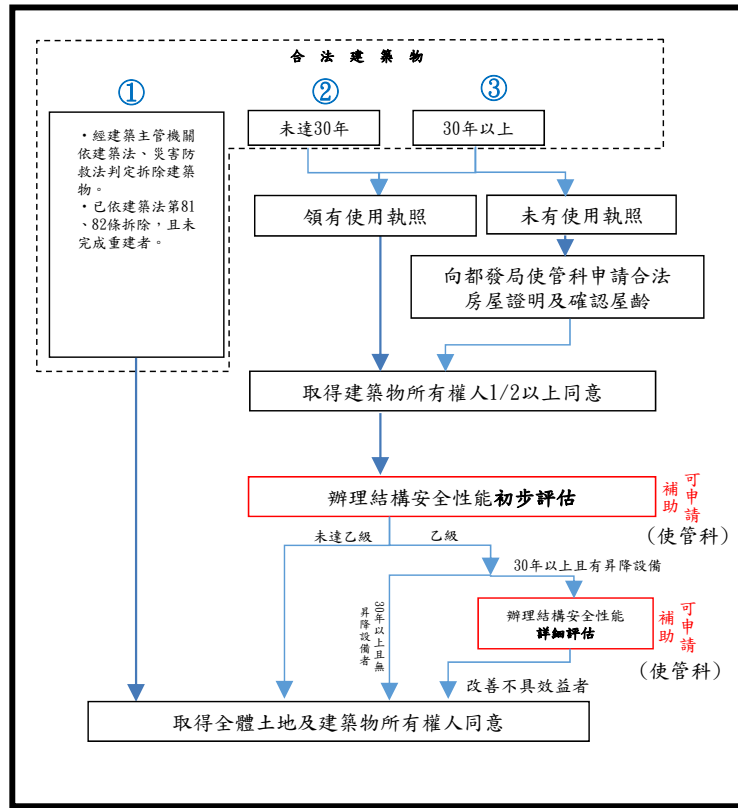 合法建築物
①
②
③
・經建築主管機關
依建築法、災害防
救法判定拆除建築
物。
・已依建築法第81
、82條拆除，且未
完成重建者。
未達30年
30年以上
領有使用執照
未有使用執照
向都發局使管科申請合法
房屋證明及確認屋齡
取得建築物所有權人1/2以上同意
辦理結構安全性能初步評估
可申請
補助
（使管科）
未達乙級
乙級
30年以上且有昇降設備
30年以上且無
昇降設備者
辦理結構安全性能
詳細評估
可申請
補助
（使管科）
改善不具效益者
取得全體土地及建築物所有權人同意